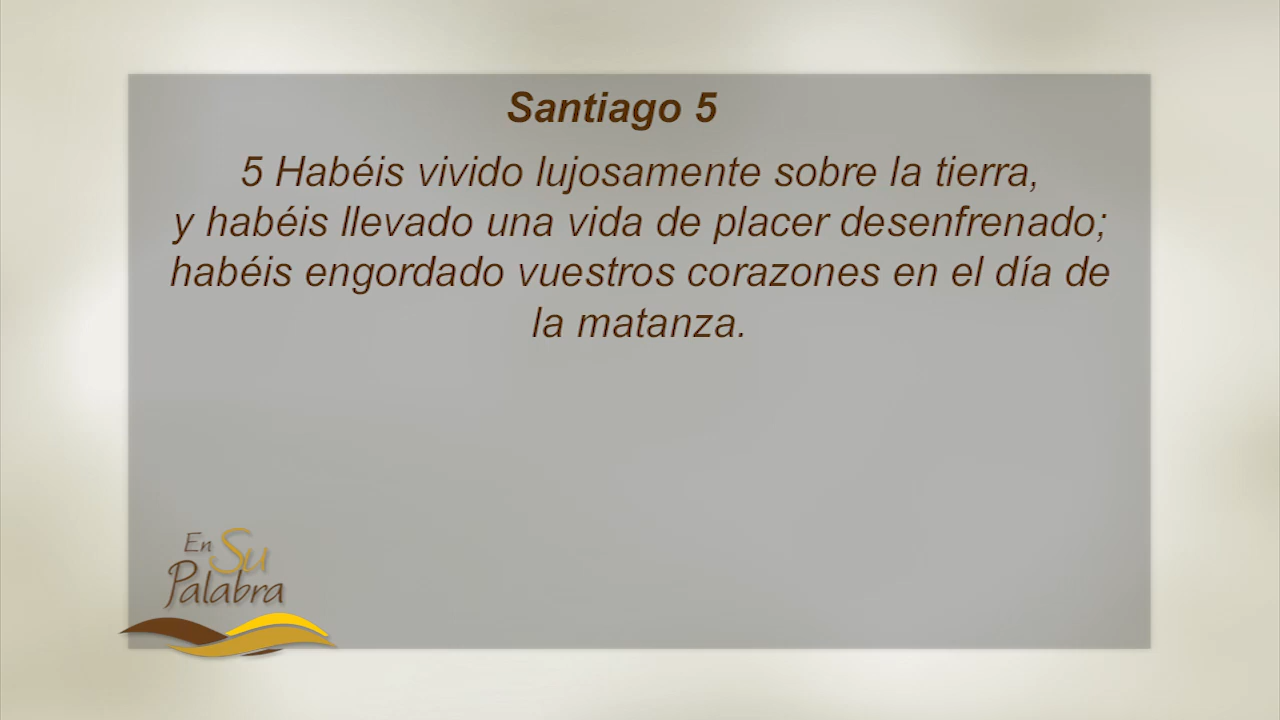 Santiago 5
5 Habéis vivido lujosamente sobre la tierra,
y habéis llevado una vida de placer desenfrenado;
habéis engordado vuestros corazones en el día de
la matanza.
En Su
Palabra